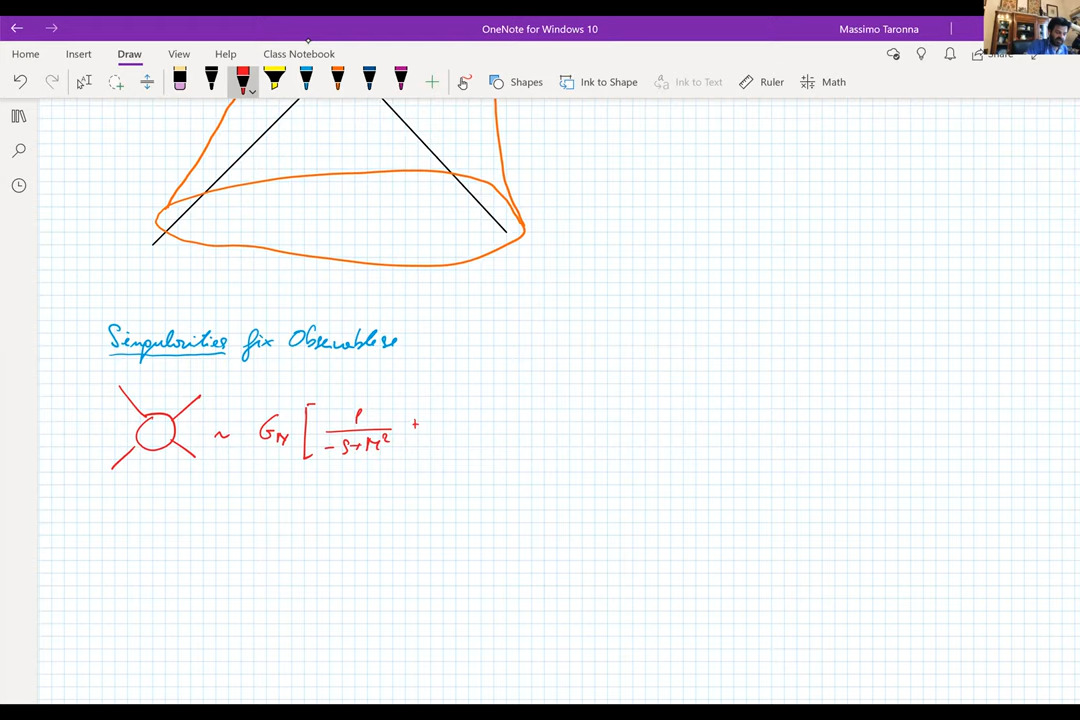 OneNote for Windows 10
Massimo Taronna
Home Insert Draw View Help Class Notebook Share
Shapes Ink to Shape Ink to Text Ruler Math
Singularities fix Observables
~ G_N [ 1 / (-s+M²) +